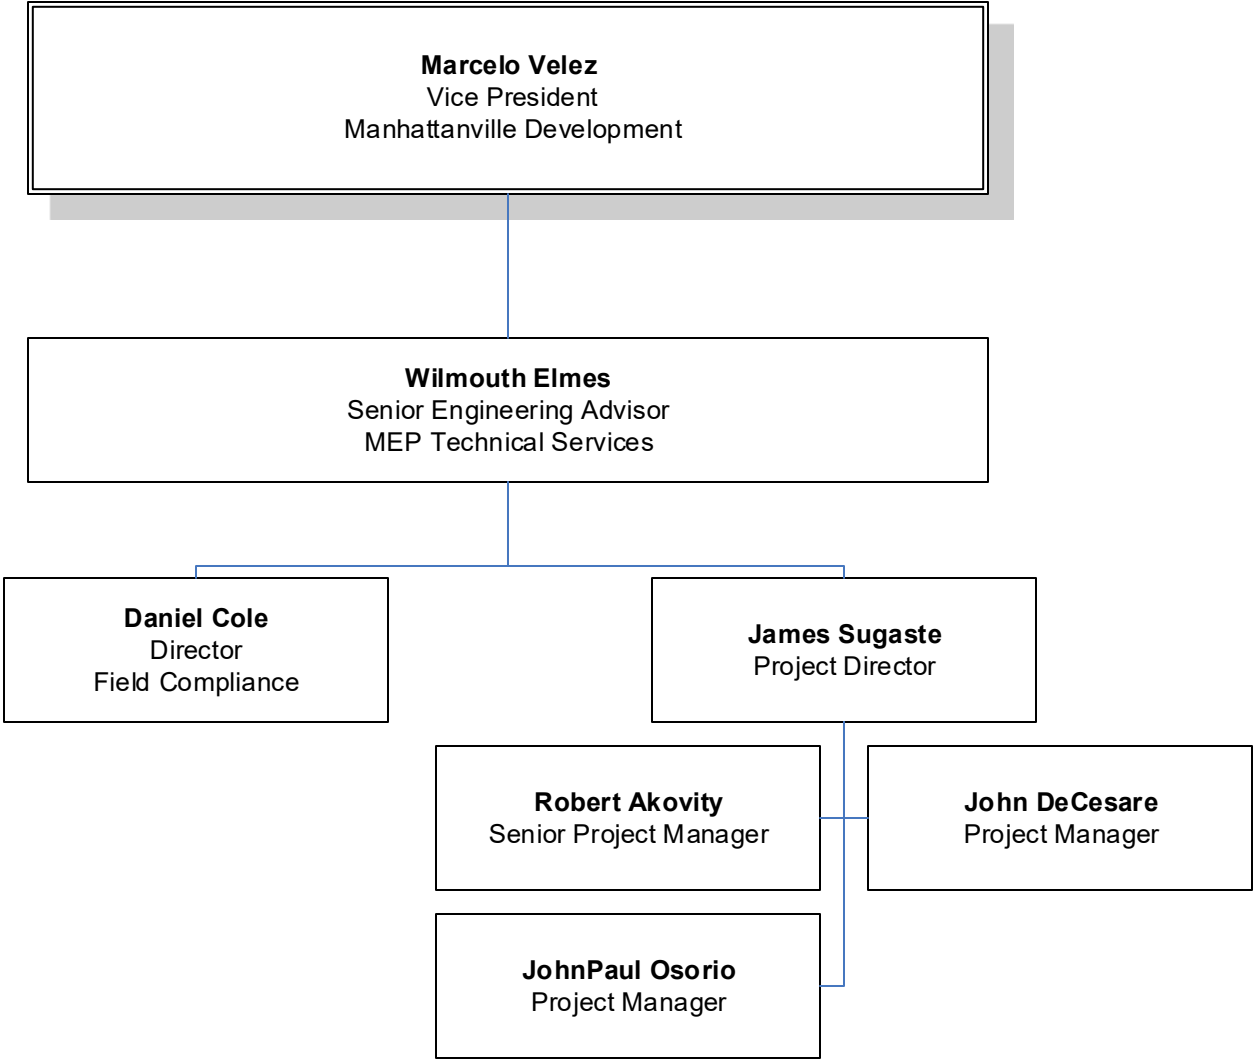 Marcelo Velez
Vice President
Manhattanville Development
Wilmouth Elmes
Senior Engineering Advisor
MEP Technical Services
Daniel Cole
Director
Field Compliance
James Sugaste
Project Director
Robert Akovity
Senior Project Manager
John DeCesare
Project Manager
JohnPaul Osorio
Project Manager